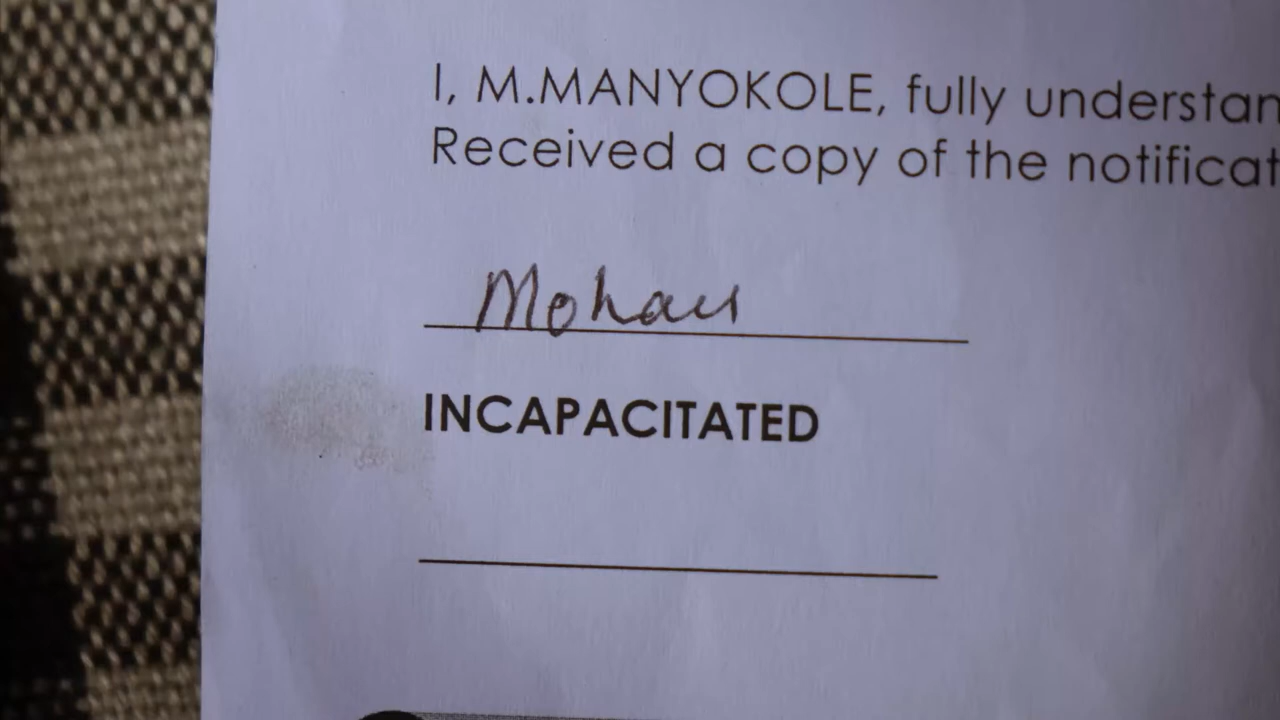 I, M.MANYOKOLE, fully understan
Received a copy of the notificat
Mohau
INCAPACITATED